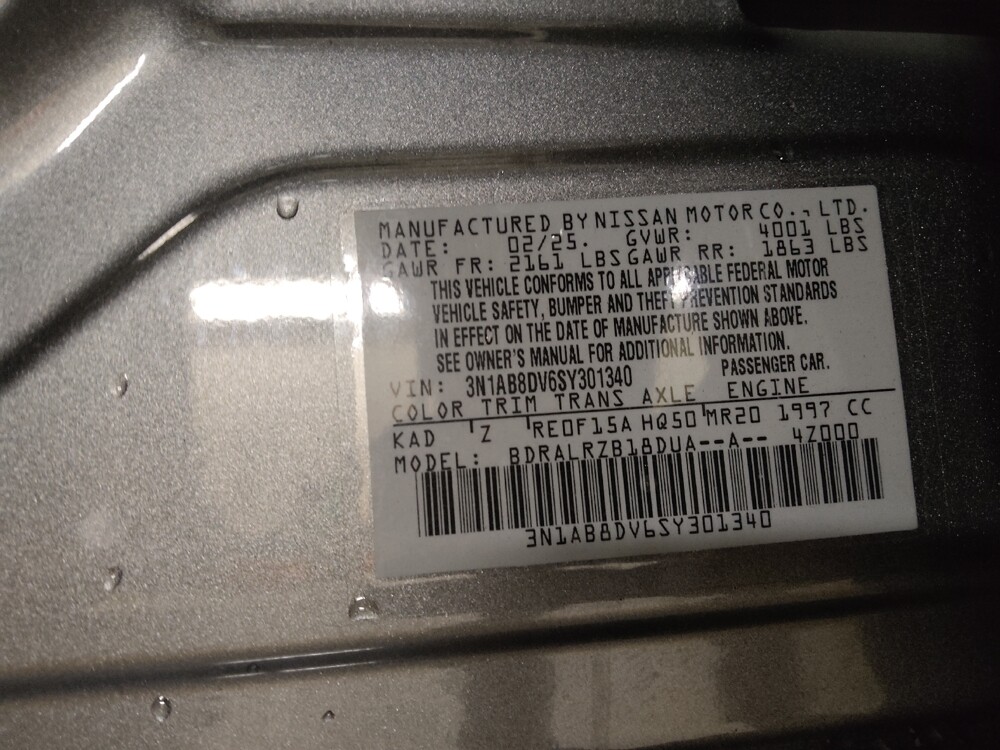 MANUFACTURED BY NISSAN MOTOR CO., LTD.
DATE: 02/25. GVWR: 4001 LBS
GAWR FR: 2161 LBS GAWR RR: 1863 LBS
THIS VEHICLE CONFORMS TO ALL APPLICABLE FEDERAL MOTOR
VEHICLE SAFETY, BUMPER AND THEFT PREVENTION STANDARDS
IN EFFECT ON THE DATE OF MANUFACTURE SHOWN ABOVE.
SEE OWNER'S MANUAL FOR ADDITIONAL INFORMATION.
PASSENGER CAR.
VIN: 3N1AB8DV6SY301340
COLOR TRIM TRANS AXLE ENGINE
KAD Z RE0F15A HQ50 MR20 1997 CC
MODEL: BDRALRZB18DUA--A-- 4Z000
3N1AB8DV6SY301340